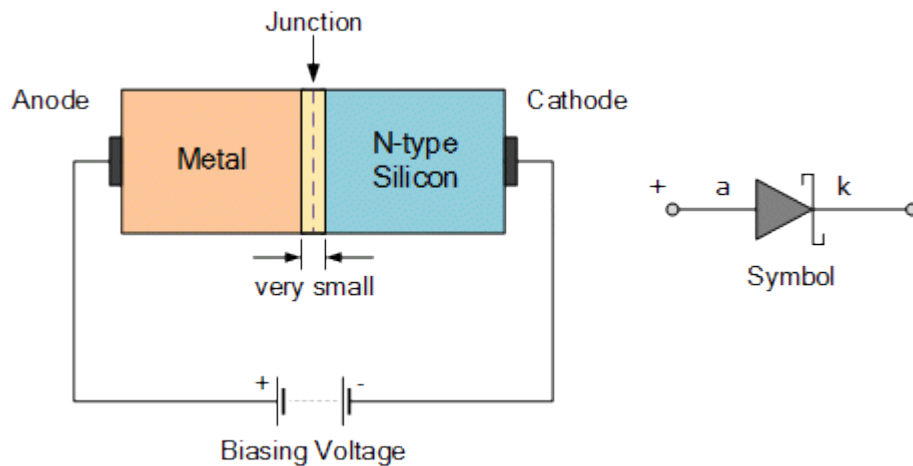 Junction
Anode
Cathode
Metal
N-type
Silicon
very small
+ -
Biasing Voltage
+ a k
Symbol